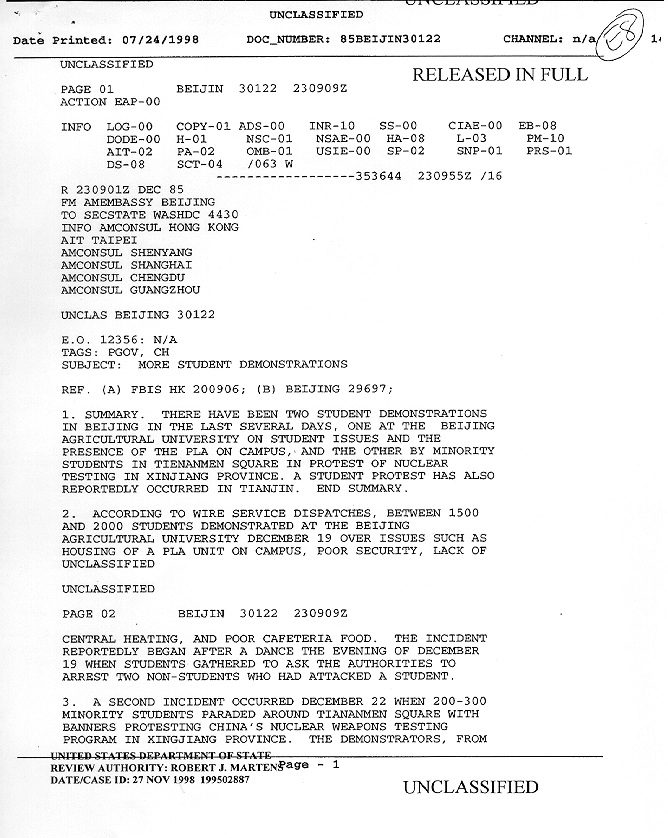 UNCLASSIFIED
UNCLASSIFIED
Date Printed: 07/24/1998 DOC_NUMBER: 85BEIJIN30122 CHANNEL: n/a
E8
UNCLASSIFIED
RELEASED IN FULL
PAGE 01 BEIJIN 30122 230909Z
ACTION EAP-00
INFO LOG-00 COPY-01 ADS-00 INR-10 SS-00 CIAE-00 EB-08
DODE-00 H-01 NSC-01 NSAE-00 HA-08 L-03 PM-10
AIT-02 PA-02 OMB-01 USIE-00 SP-02 SNP-01 PRS-01
DS-08 SCT-04 /063 W
------------------353644 230955Z /16
R 230901Z DEC 85
FM AMEMBASSY BEIJING
TO SECSTATE WASHDC 4430
INFO AMCONSUL HONG KONG
AIT TAIPEI
AMCONSUL SHENYANG
AMCONSUL SHANGHAI
AMCONSUL CHENGDU
AMCONSUL GUANGZHOU
UNCLAS BEIJING 30122
E.O. 12356: N/A
TAGS: PGOV, CH
SUBJECT: MORE STUDENT DEMONSTRATIONS
REF. (A) FBIS HK 200906; (B) BEIJING 29697;
1. SUMMARY. THERE HAVE BEEN TWO STUDENT DEMONSTRATIONS
IN BEIJING IN THE LAST SEVERAL DAYS, ONE AT THE BEIJING
AGRICULTURAL UNIVERSITY ON STUDENT ISSUES AND THE
PRESENCE OF THE PLA ON CAMPUS, AND THE OTHER BY MINORITY
STUDENTS IN TIENANMEN SQUARE IN PROTEST OF NUCLEAR
TESTING IN XINJIANG PROVINCE. A STUDENT PROTEST HAS ALSO
REPORTEDLY OCCURRED IN TIANJIN. END SUMMARY.
2. ACCORDING TO WIRE SERVICE DISPATCHES, BETWEEN 1500
AND 2000 STUDENTS DEMONSTRATED AT THE BEIJING
AGRICULTURAL UNIVERSITY DECEMBER 19 OVER ISSUES SUCH AS
HOUSING OF A PLA UNIT ON CAMPUS, POOR SECURITY, LACK OF
UNCLASSIFIED
UNCLASSIFIED
PAGE 02 BEIJIN 30122 230909Z
CENTRAL HEATING, AND POOR CAFETERIA FOOD. THE INCIDENT
REPORTEDLY BEGAN AFTER A DANCE THE EVENING OF DECEMBER
19 WHEN STUDENTS GATHERED TO ASK THE AUTHORITIES TO
ARREST TWO NON-STUDENTS WHO HAD ATTACKED A STUDENT.
3. A SECOND INCIDENT OCCURRED DECEMBER 22 WHEN 200-300
MINORITY STUDENTS PARADED AROUND TIANANMEN SQUARE WITH
BANNERS PROTESTING CHINA'S NUCLEAR WEAPONS TESTING
PROGRAM IN XINGJIANG PROVINCE. THE DEMONSTRATORS, FROM
UNITED STATES DEPARTMENT OF STATE
REVIEW AUTHORITY: ROBERT J. MARTENS Page - 1
DATE/CASE ID: 27 NOV 1998 199502887
UNCLASSIFIED